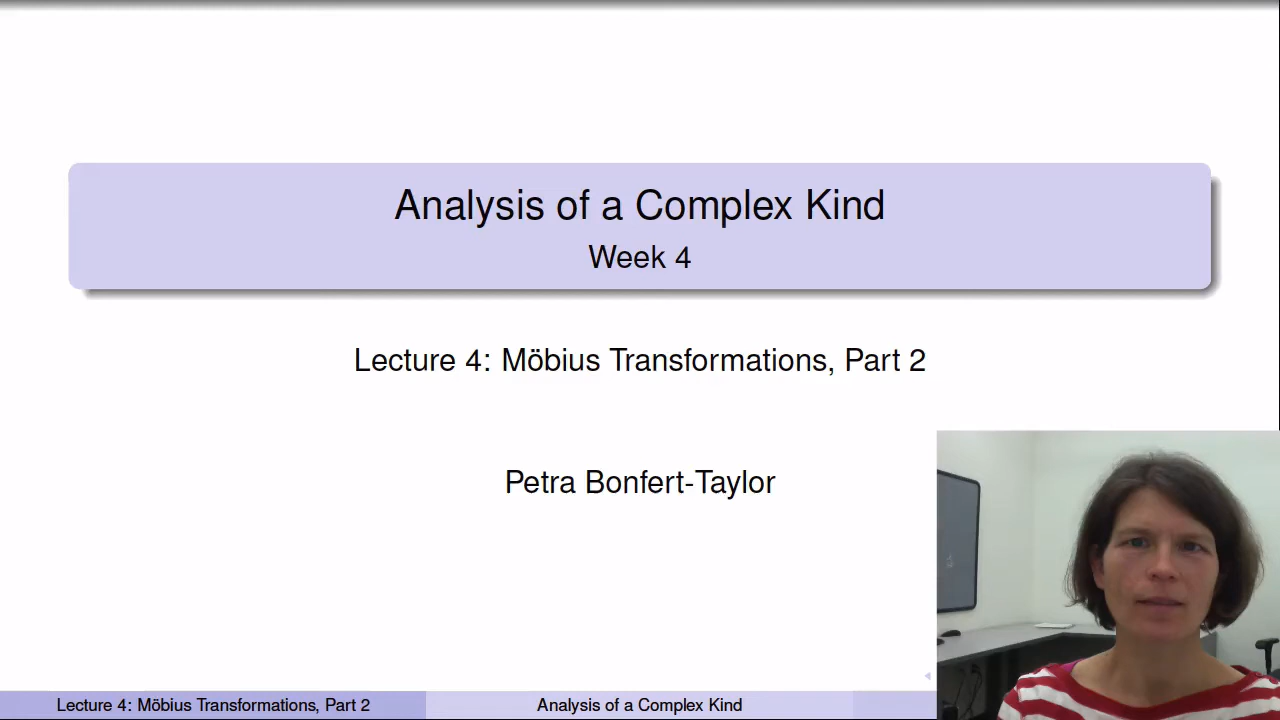 Analysis of a Complex Kind
Week 4
Lecture 4: Möbius Transformations, Part 2
Petra Bonfert-Taylor
Lecture 4: Möbius Transformations, Part 2
Analysis of a Complex Kind